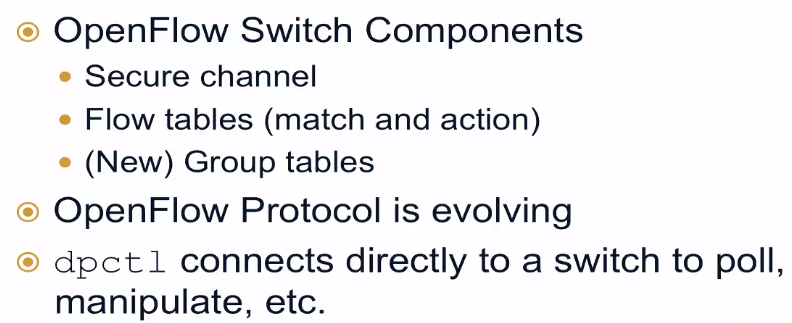 OpenFlow Switch Components
Secure channel
Flow tables (match and action)
(New) Group tables
OpenFlow Protocol is evolving
dpctl connects directly to a switch to poll,
manipulate, etc.